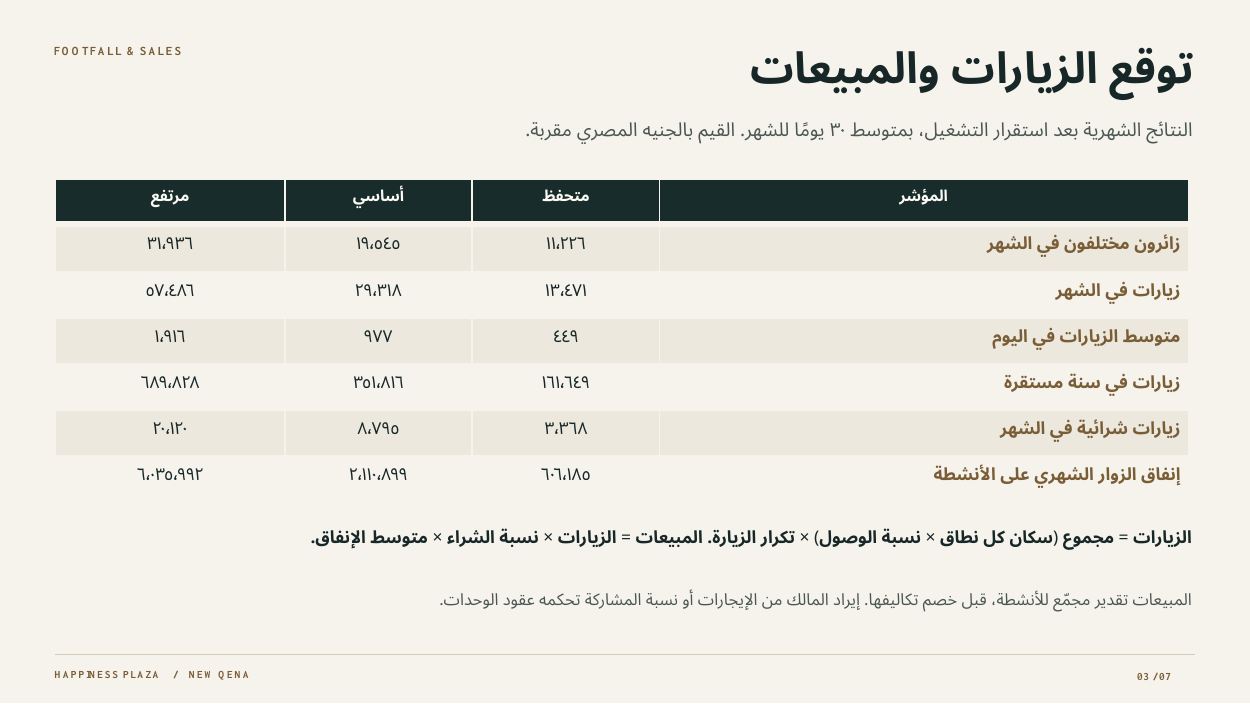 FOOTFALL & SALES
توقع الزيارات والمبيعات
النتائج الشهرية بعد استقرار التشغيل، بمتوسط ٣٠ يومًا للشهر. القيم بالجنيه المصري مقربة.
المؤشر متحفظ أساسي مرتفع
زائرون مختلفون في الشهر ١١،٢٢٦ ١٩،٥٤٥ ٣١،٩٣٦
زيارات في الشهر ١٣،٤٧١ ٢٩،٣١٨ ٥٧،٤٨٦
متوسط الزيارات في اليوم ٤٤٩ ٩٧٧ ١،٩١٦
زيارات في سنة مستقرة ١٦١،٦٤٩ ٣٥١،٨١٦ ٦٨٩،٨٢٨
زيارات شرائية في الشهر ٣،٣٦٨ ٨،٧٩٥ ٢٠،١٢٠
إنفاق الزوار الشهري على الأنشطة ٦٠٦،١٨٥ ٢،١١٠،٨٩٩ ٦،٠٣٥،٩٩٢
الزيارات = مجموع (سكان كل نطاق × نسبة الوصول) × تكرار الزيارة. المبيعات = الزيارات × نسبة الشراء × متوسط الإنفاق.
المبيعات تقدير مجمّع للأنشطة، قبل خصم تكاليفها. إيراد المالك من الإيجارات أو نسبة المشاركة تحكمه عقود الوحدات.
HAPPINESS PLAZA / NEW QENA
03 /07